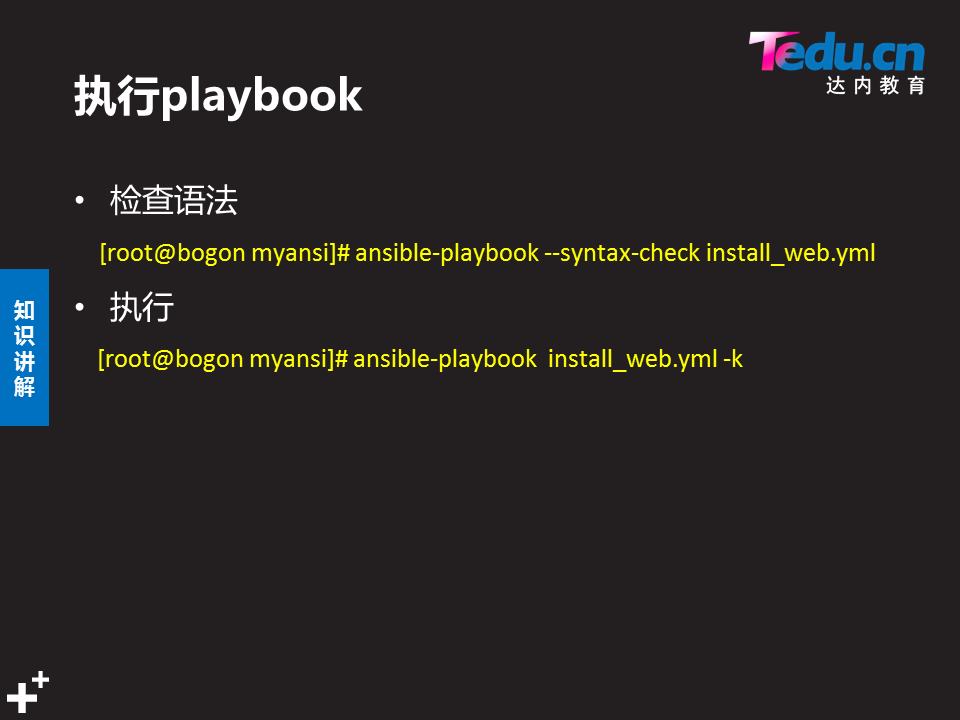 Tedu.cn
达内教育
执行playbook
• 检查语法
[root@bogon myansi]# ansible-playbook --syntax-check install_web.yml
• 执行
[root@bogon myansi]# ansible-playbook  install_web.yml -k
知
识
讲
解